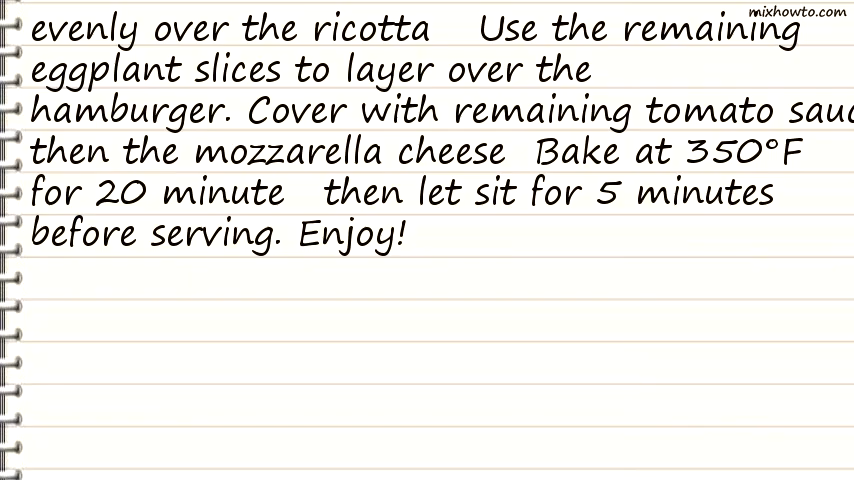 mixhowto.com
evenly over the ricotta Use the remaining
eggplant slices to layer over the
hamburger. Cover with remaining tomato sauc
then the mozzarella cheese Bake at 350°F
for 20 minute then let sit for 5 minutes
before serving. Enjoy!